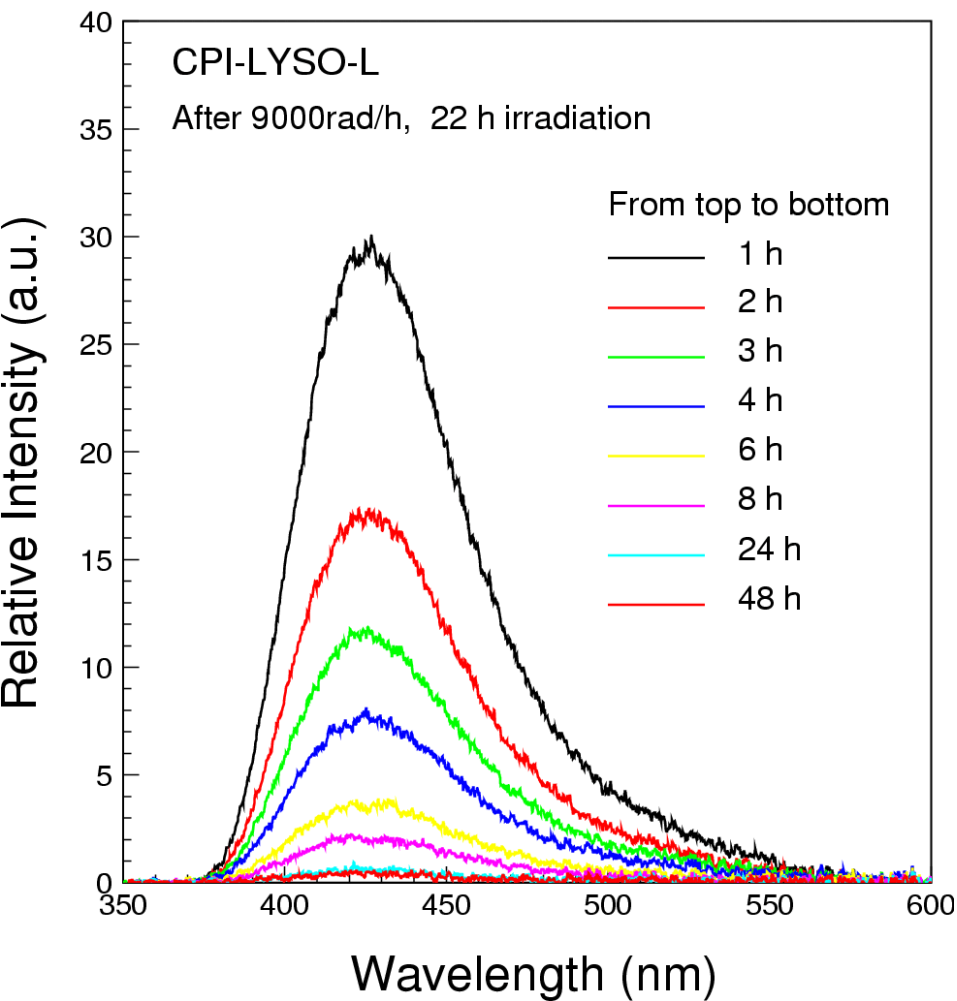 40
CPI-LYSO-L
After 9000rad/h, 22 h irradiation
35
From top to bottom
30
1 h
2 h
25
3 h
4 h
20
6 h
8 h
15
24 h
48 h
10
5
0
350 400 450 500 550 600
Wavelength (nm)
Relative Intensity (a.u.)